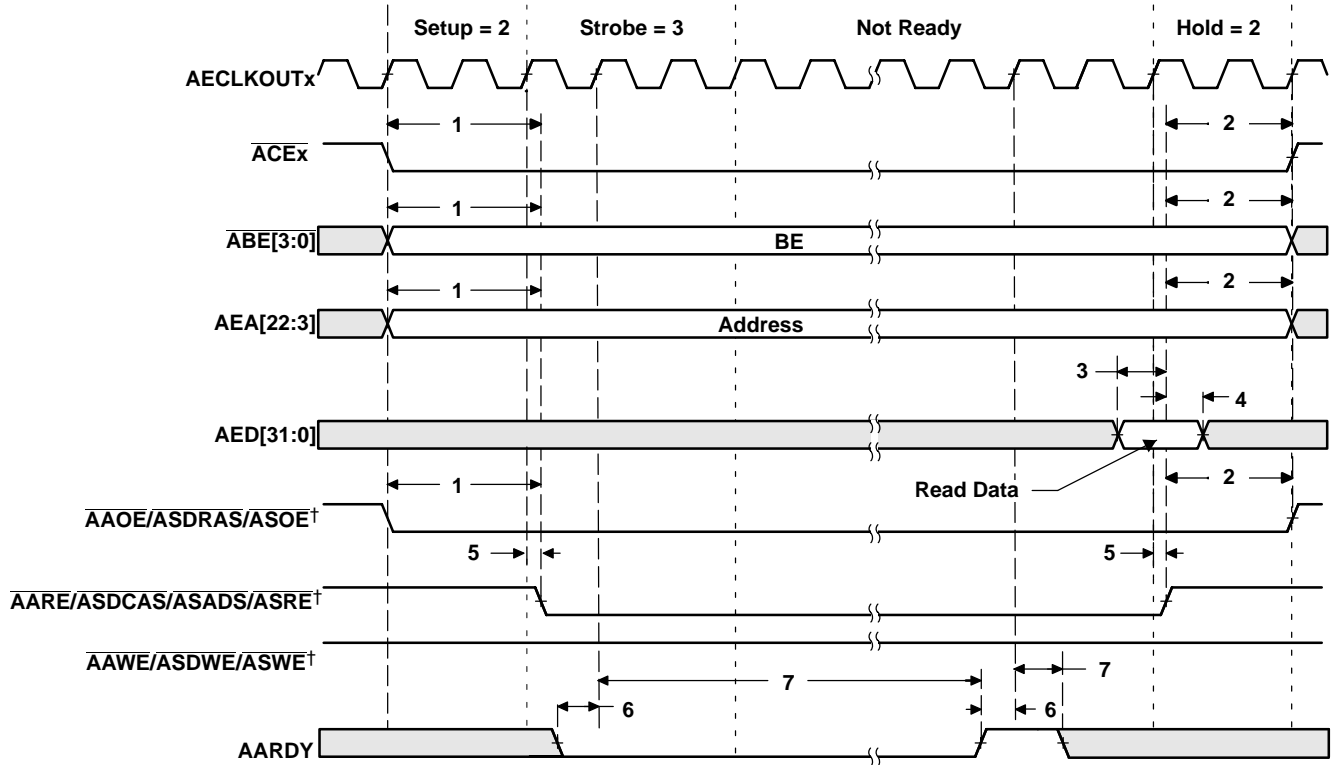 Setup = 2 Strobe = 3 Not Ready Hold = 2
AECLKOUTx
1 2
ACEx
1 2
ABE[3:0] BE
1 2
AEA[22:3] Address
3
4
AED[31:0]
1 Read Data 2
AAOE/ASDRAS/ASOE†
5 5
AARE/ASDCAS/ASADS/ASRE†
AAWE/ASDWE/ASWE†
7 7
6 6
AARDY